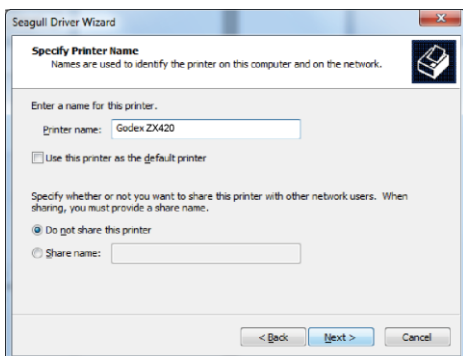 Seagull Driver Wizard
Specify Printer Name
Names are used to identify the printer on this computer and on the network.
Enter a name for this printer.
Printer name: Godex ZX420
Use this printer as the default printer
Specify whether or not you want to share this printer with other network users. When
sharing, you must provide a share name.
Do not share this printer
Share name:
< Back Next > Cancel